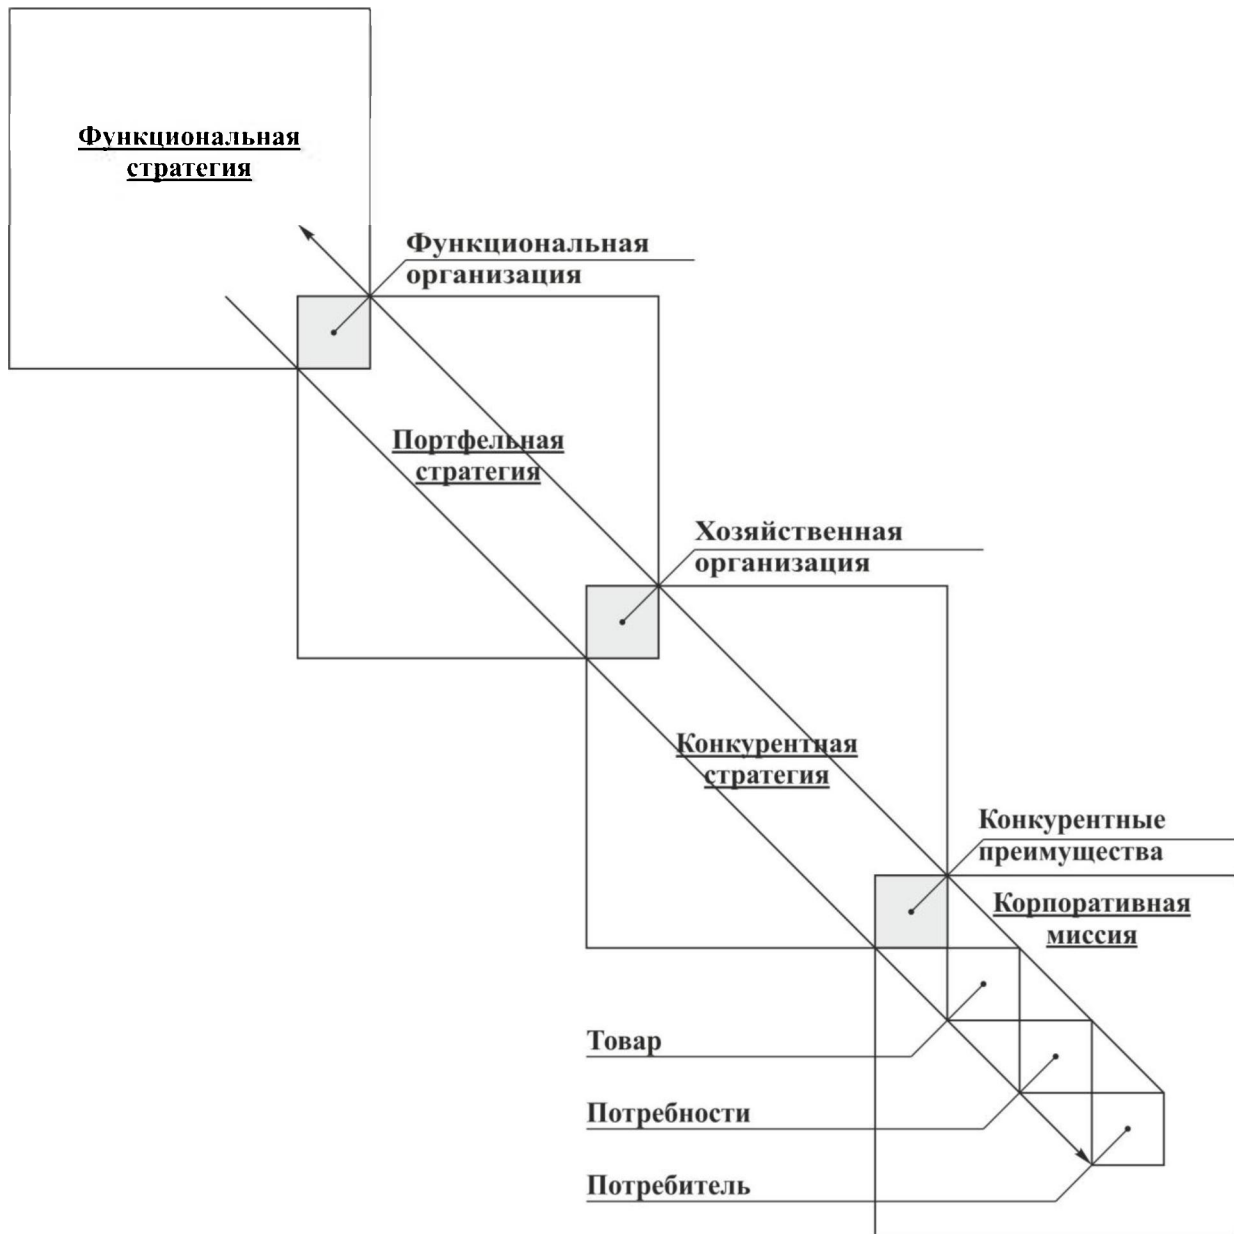 Функциональная
стратегия
Функциональная
организация
Портфельная
стратегия
Хозяйственная
организация
Конкурентная
стратегия
Конкурентные
преимущества
Корпоративная
миссия
Товар
Потребности
Потребитель